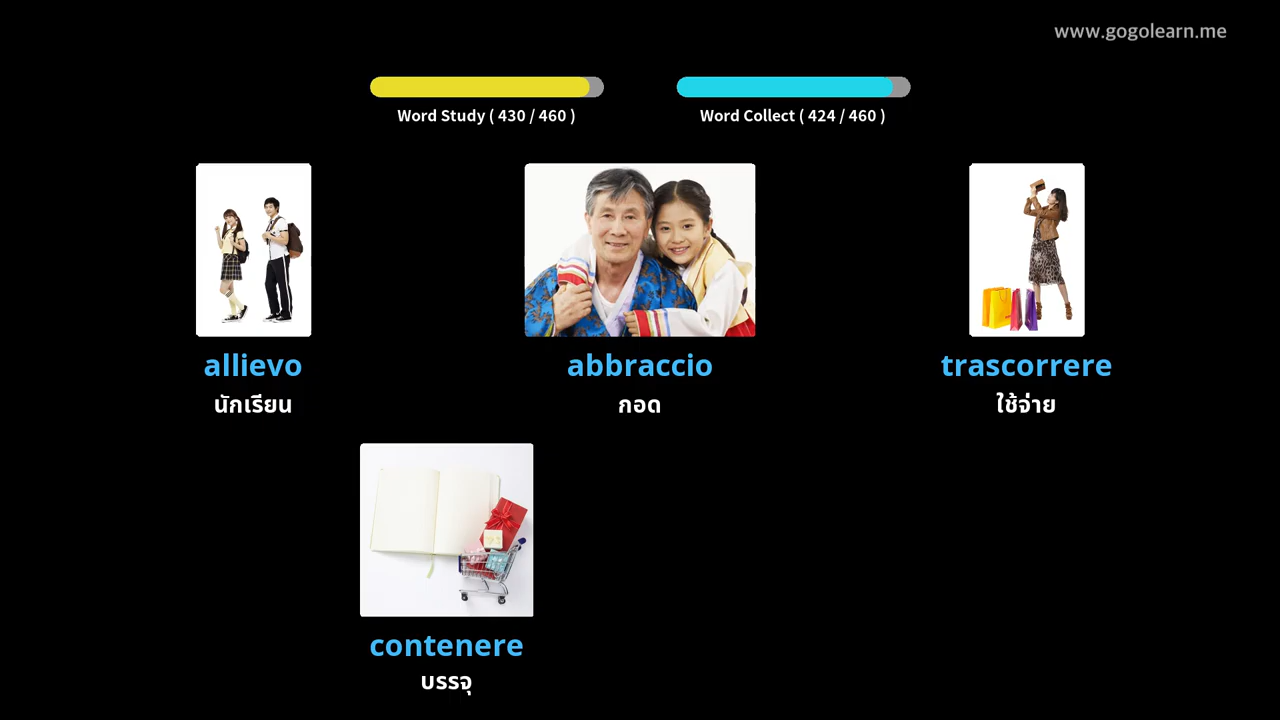 www.gogolearn.me
Word Study ( 430 / 460 )
Word Collect ( 424 / 460 )
allievo
นักเรียน
abbraccio
กอด
trascorrere
ใช้จ่าย
contenere
บรรจุ